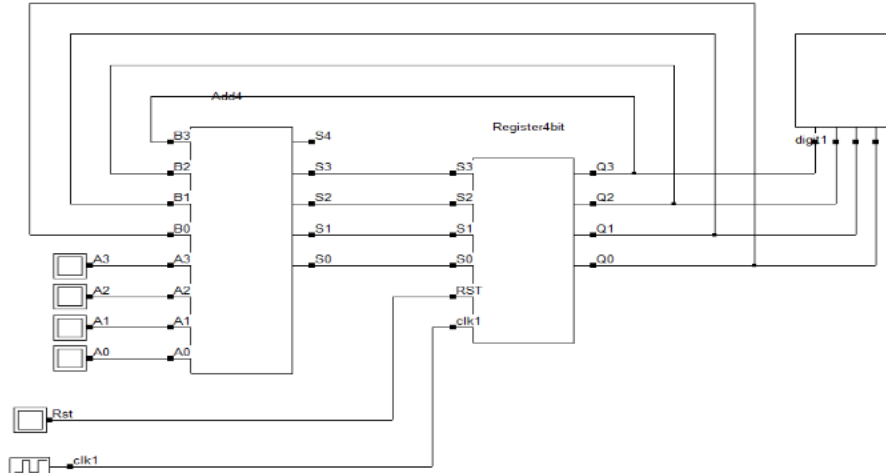 Add4
Register4bit
digit1
B3 S4
B2 S3 S3 Q3
B1 S2 S2 Q2
B0 S1 S1 Q1
A3 A3 S0 S0 Q0
A2 A2 RST
A1 A1 clk1
A0 A0
Rst
clk1